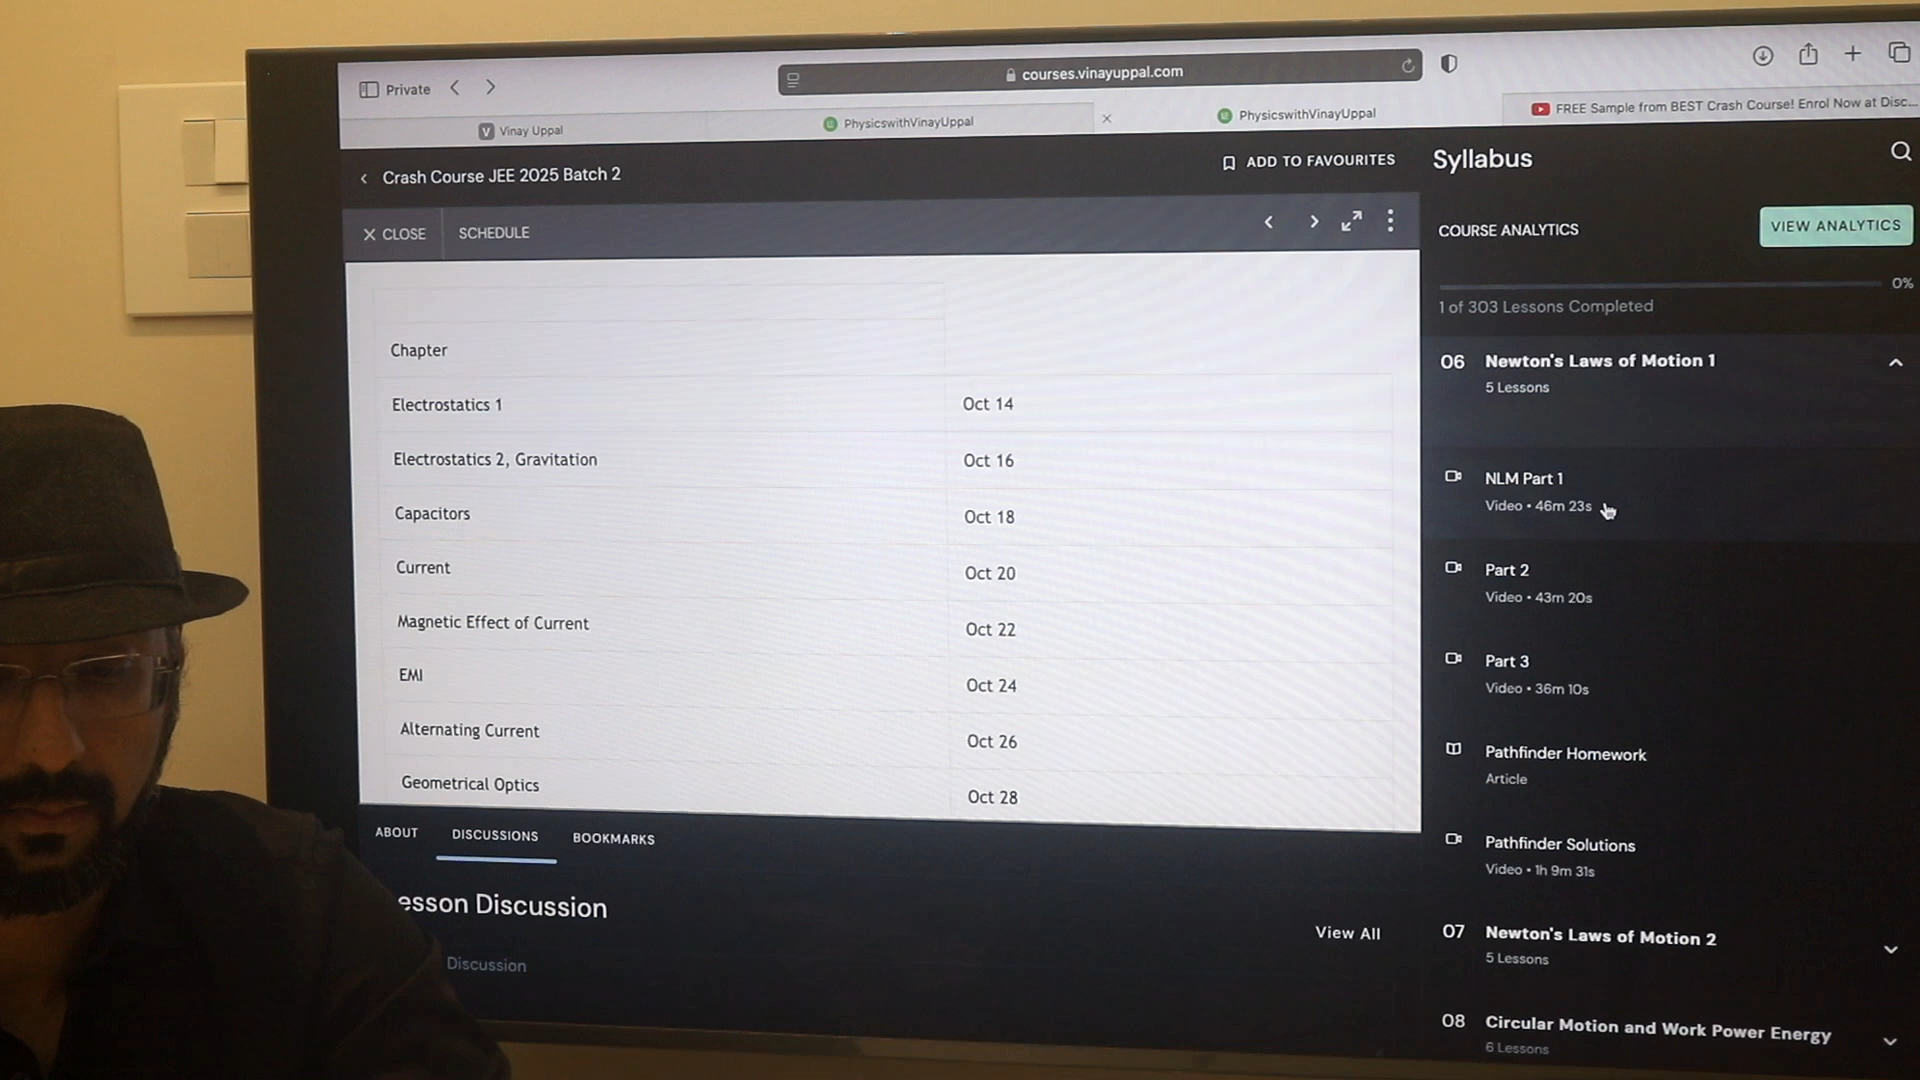 Private
courses.vinayuppal.com
Vinay Uppal
PhysicswithVinayUppal
PhysicswithVinayUppal
FREE Sample from BEST Crash Course! Enrol Now at Disc...
Crash Course JEE 2025 Batch 2
ADD TO FAVOURITES
CLOSE
SCHEDULE
Chapter
Electrostatics 1 Oct 14
Electrostatics 2, Gravitation Oct 16
Capacitors Oct 18
Current Oct 20
Magnetic Effect of Current Oct 22
EMI Oct 24
Alternating Current Oct 26
Geometrical Optics Oct 28
ABOUT
DISCUSSIONS
BOOKMARKS
esson Discussion
View All
Discussion
Syllabus
COURSE ANALYTICS
VIEW ANALYTICS
0%
1 of 303 Lessons Completed
06 Newton's Laws of Motion 1
5 Lessons
NLM Part 1
Video • 46m 23s
Part 2
Video • 43m 20s
Part 3
Video • 36m 10s
Pathfinder Homework
Article
Pathfinder Solutions
Video • 1h 9m 31s
07 Newton's Laws of Motion 2
5 Lessons
08 Circular Motion and Work Power Energy
6 Lessons